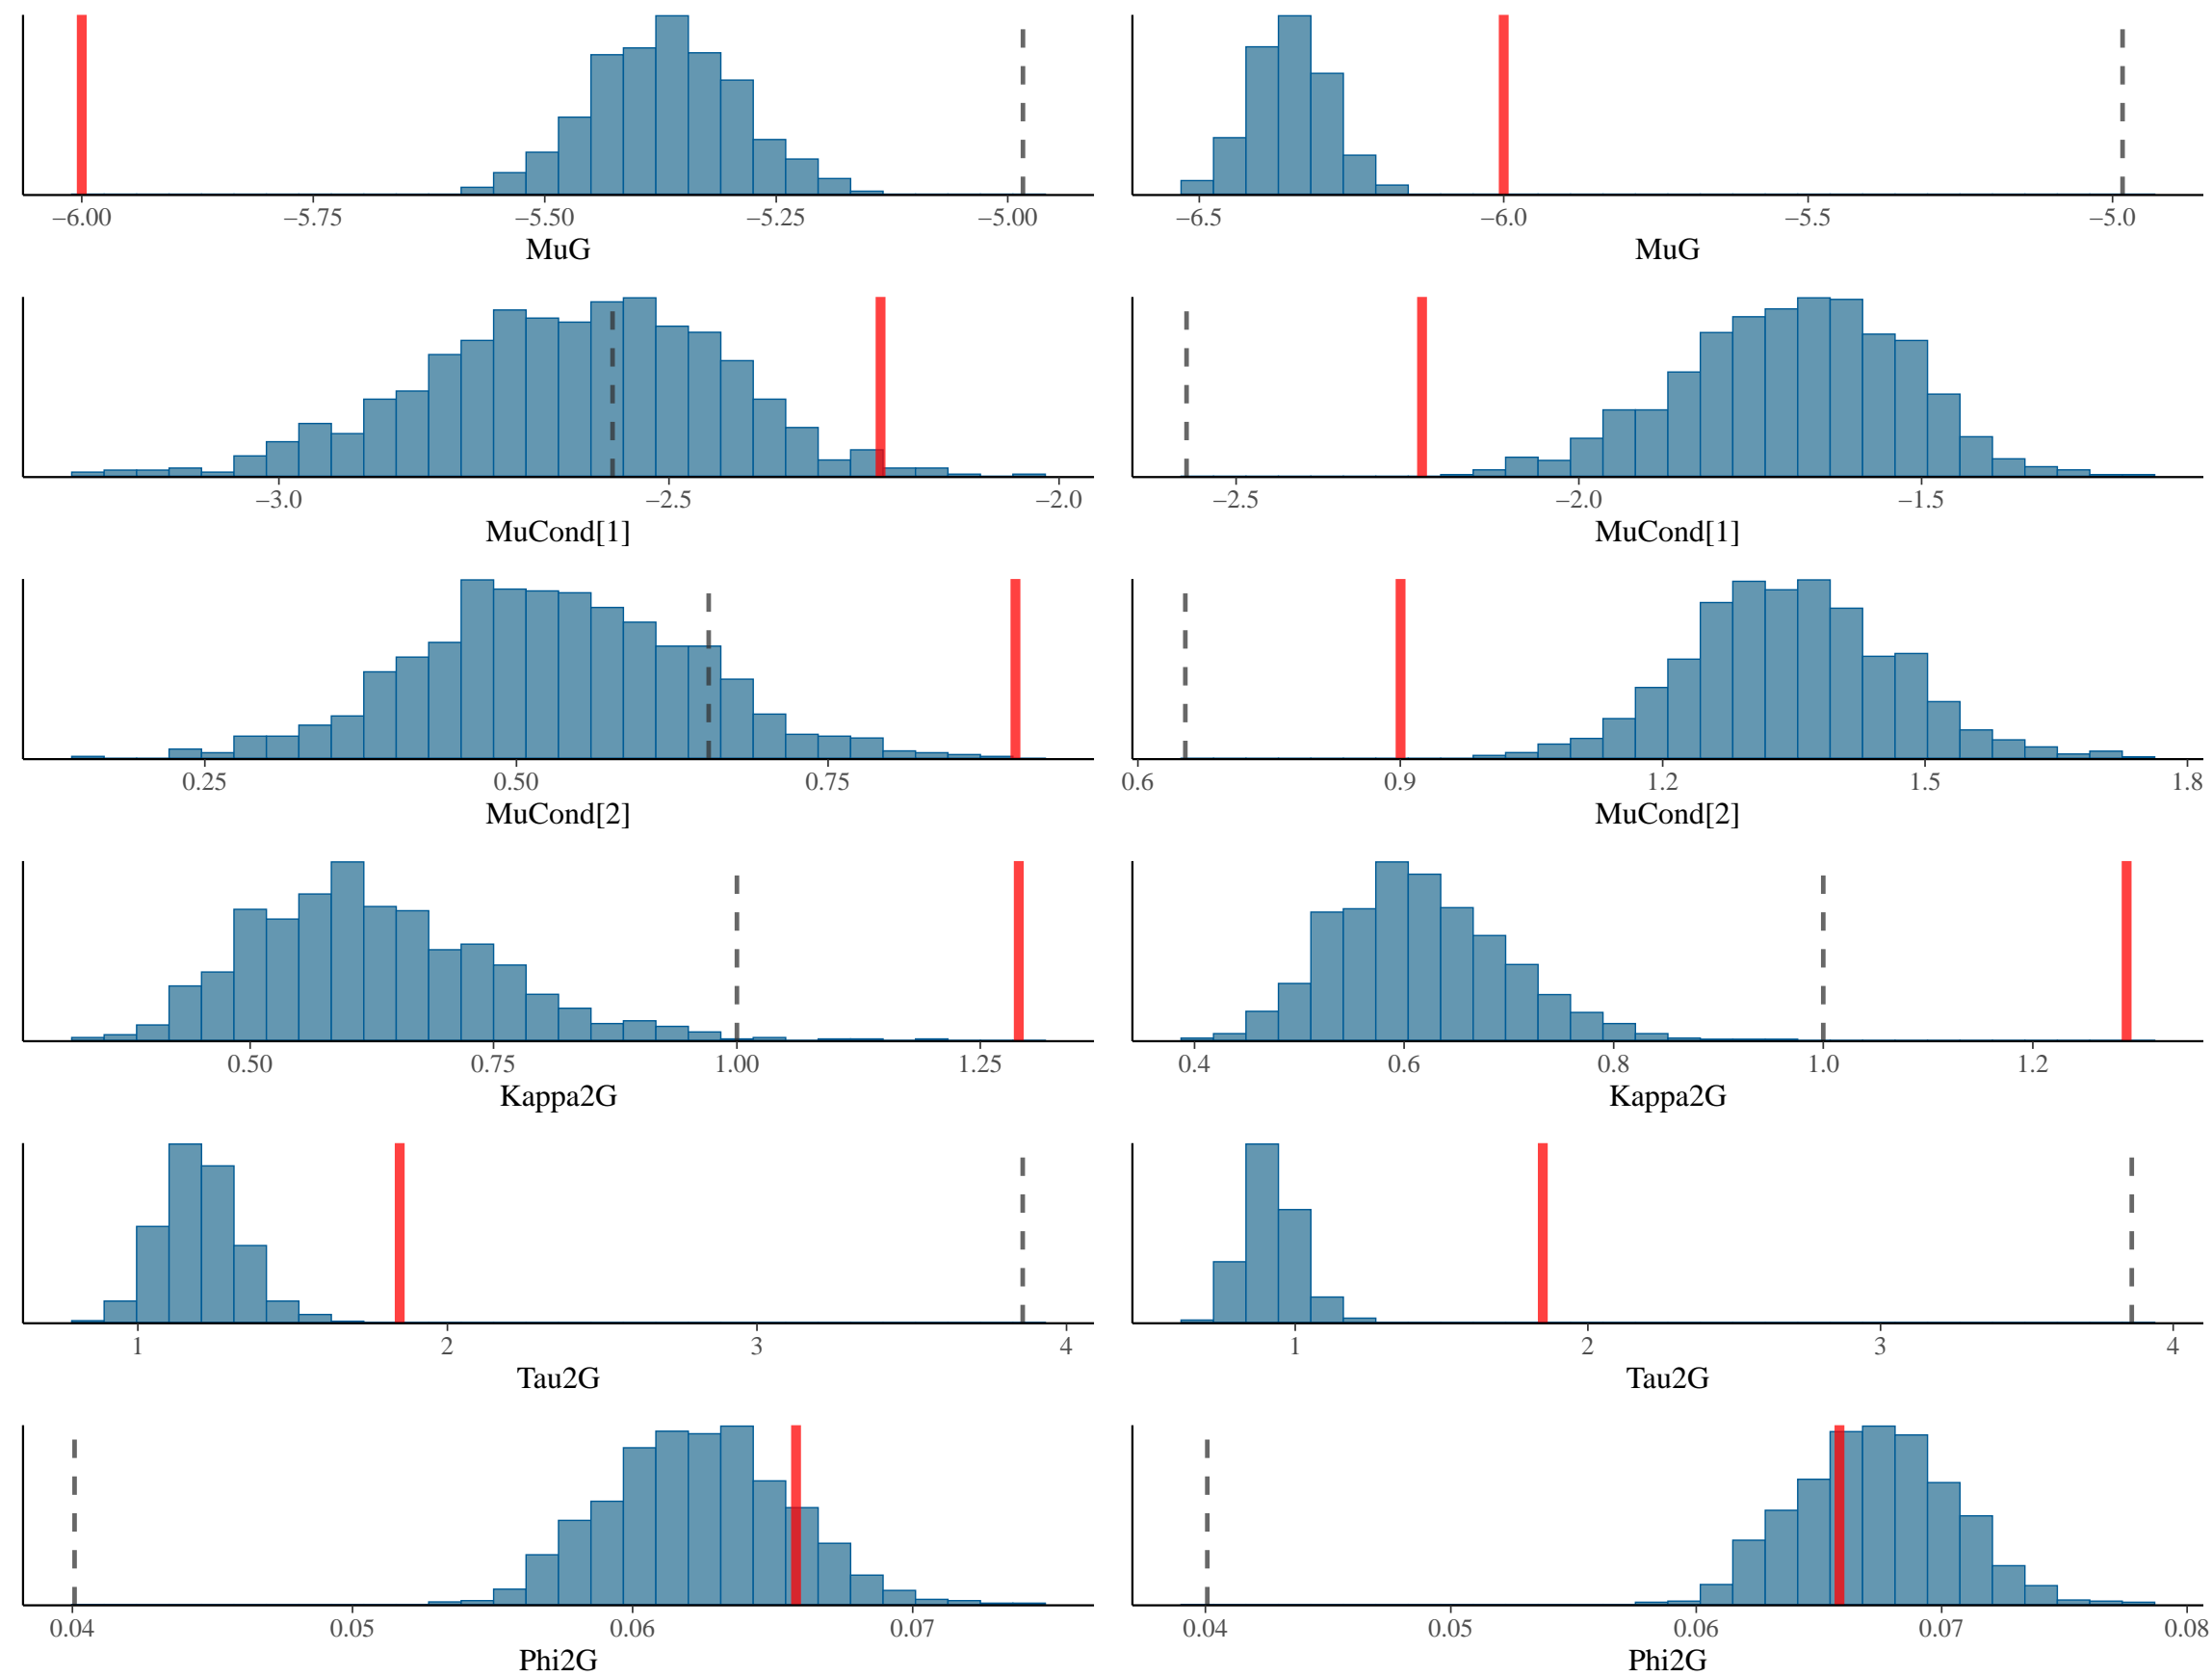 −6.00 −5.75 −5.50 −5.25 −5.00
MuG
−6.5 −6.0 −5.5 −5.0
MuG
−3.0 −2.5 −2.0
MuCond[1]
−2.5 −2.0 −1.5
MuCond[1]
0.25 0.50 0.75
MuCond[2]
0.6 0.9 1.2 1.5 1.8
MuCond[2]
0.50 0.75 1.00 1.25
Kappa2G
0.4 0.6 0.8 1.0 1.2
Kappa2G
1 2 3 4
Tau2G
1 2 3 4
Tau2G
0.04 0.05 0.06 0.07
Phi2G
0.04 0.05 0.06 0.07 0.08
Phi2G